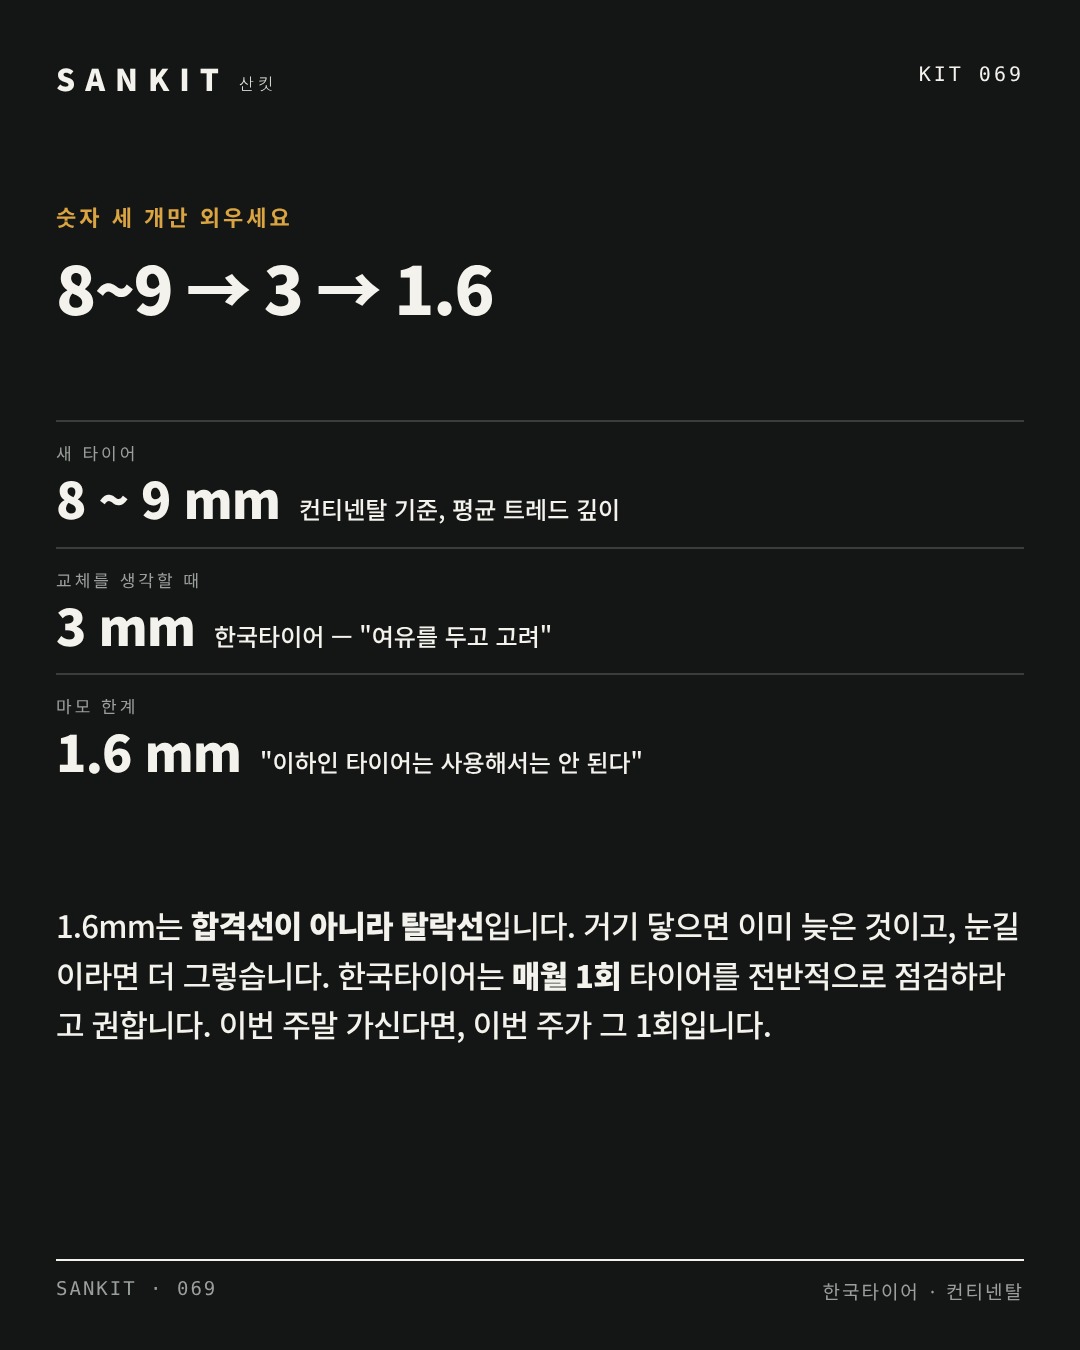 SANKIT 산킷
KIT 069
숫자 세 개만 외우세요
8~9 → 3 → 1.6
새 타이어
8 ~ 9 mm 컨티넨탈 기준, 평균 트레드 깊이
교체를 생각할 때
3 mm 한국타이어 — "여유를 두고 고려"
마모 한계
1.6 mm "이하인 타이어는 사용해서는 안 된다"
1.6mm는 합격선이 아니라 탈락선입니다. 거기 닿으면 이미 늦은 것이고, 눈길
이라면 더 그렇습니다. 한국타이어는 매월 1회 타이어를 전반적으로 점검하라
고 권합니다. 이번 주말 가신다면, 이번 주가 그 1회입니다.
SANKIT · 069
한국타이어 · 컨티넨탈